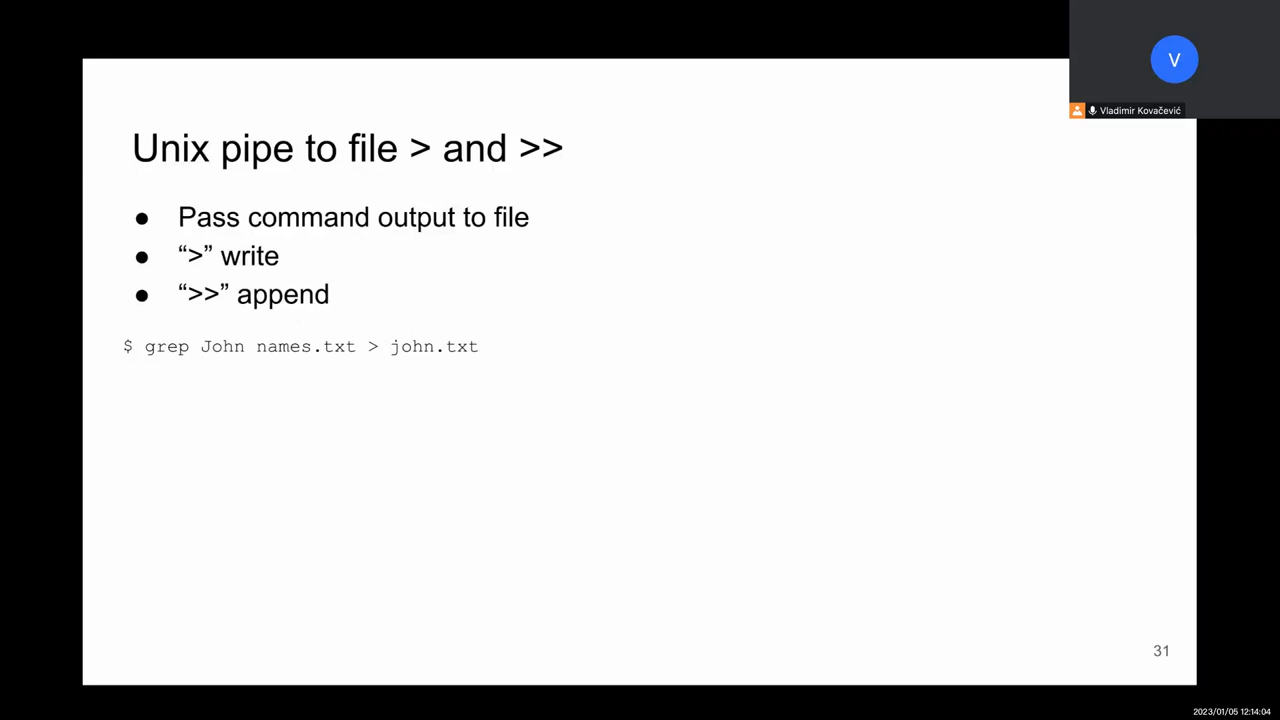 V
Vladimir Kovačević
Unix pipe to file > and >>
● Pass command output to file
● “>” write
● “>>” append
$ grep John names.txt > john.txt
31
2023/01/05 12:14:04